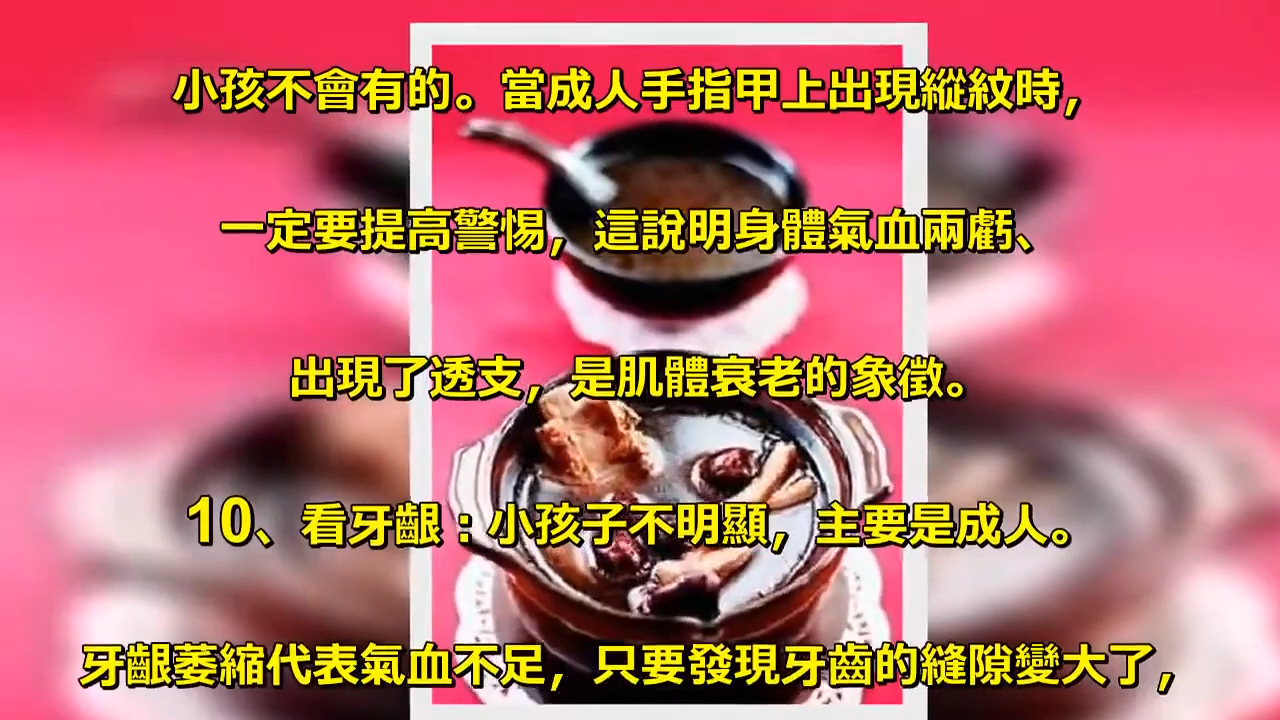 小孩不會有的。當成人手指甲上出現縱紋時，
一定要提高警惕，這說明身體氣血兩虧、
出現了透支，是肌體衰老的象徵。
10、看牙齦：小孩子不明顯，主要是成人。
牙齦萎縮代表氣血不足，只要發現牙齒的縫隙變大了，